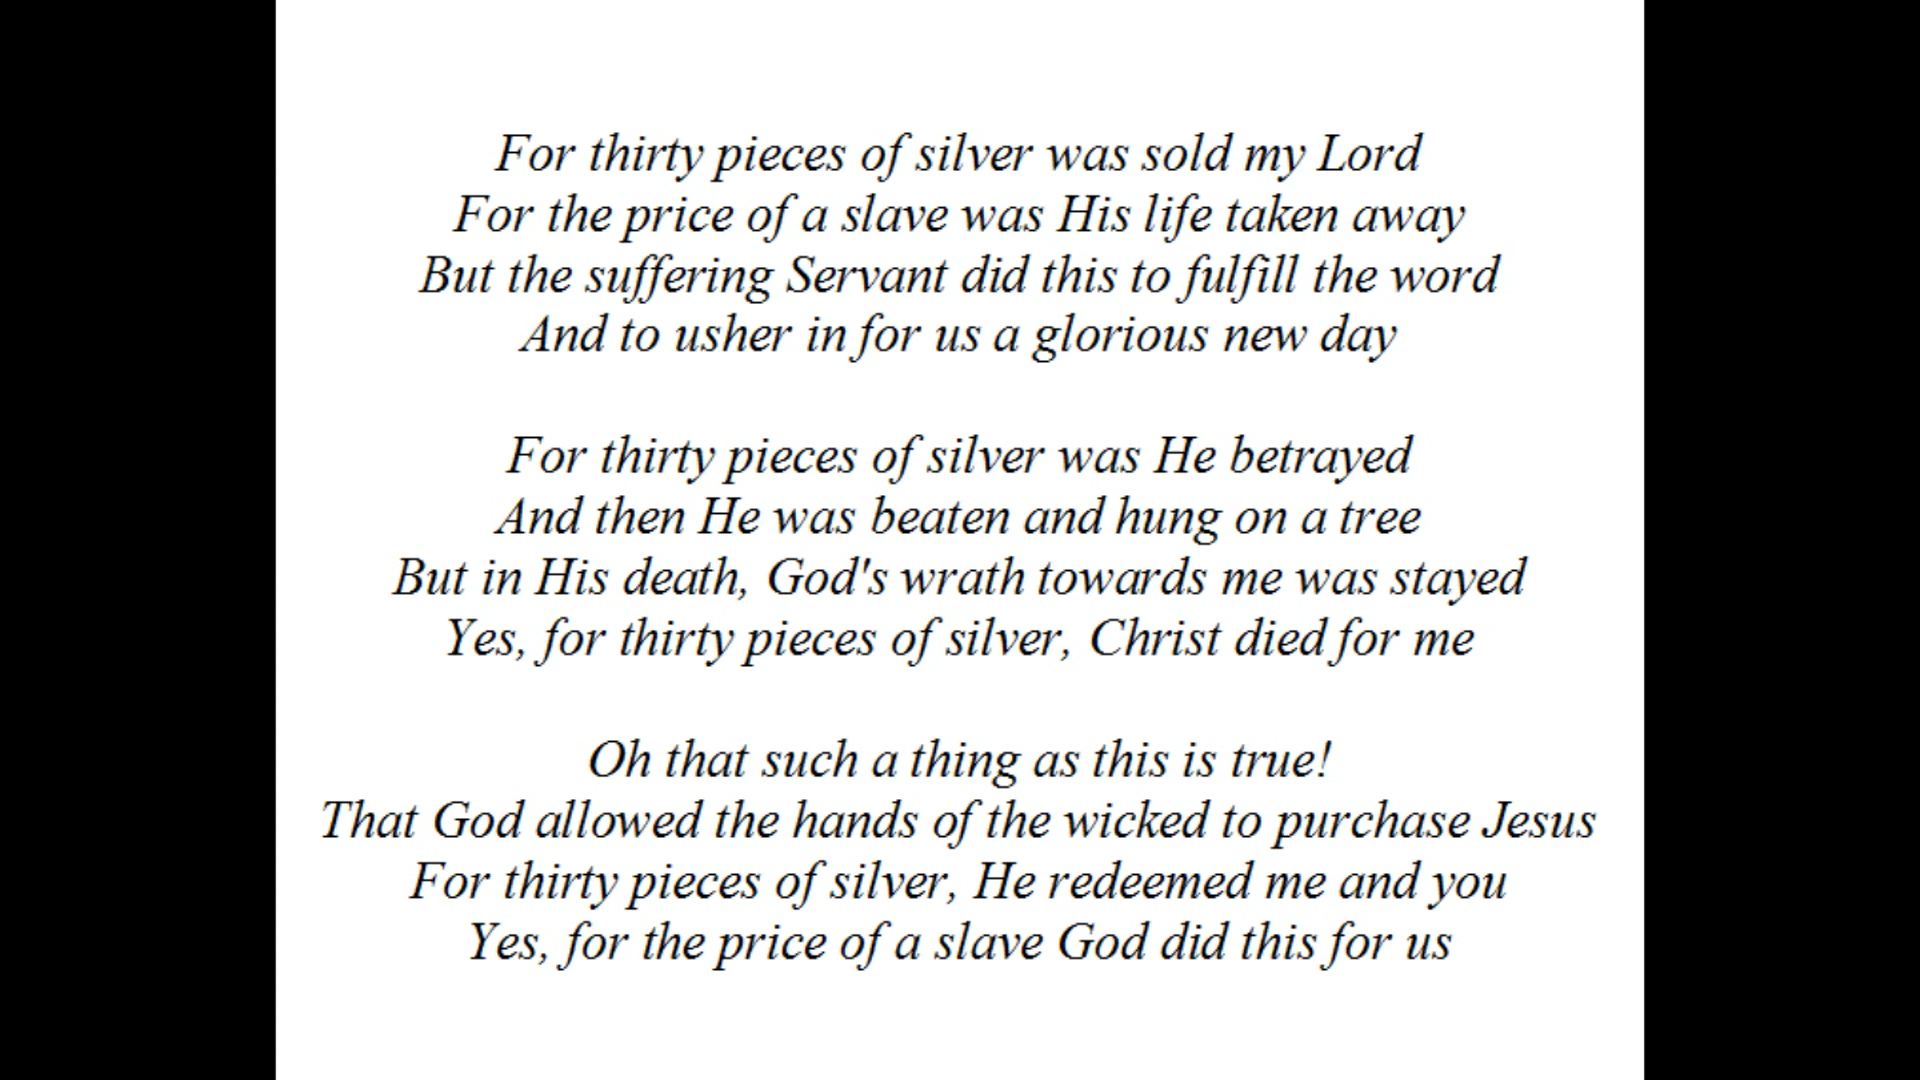 For thirty pieces of silver was sold my Lord
For the price of a slave was His life taken away
But the suffering Servant did this to fulfill the word
And to usher in for us a glorious new day
For thirty pieces of silver was He betrayed
And then He was beaten and hung on a tree
But in His death, God's wrath towards me was stayed
Yes, for thirty pieces of silver, Christ died for me
Oh that such a thing as this is true!
That God allowed the hands of the wicked to purchase Jesus
For thirty pieces of silver, He redeemed me and you
Yes, for the price of a slave God did this for us